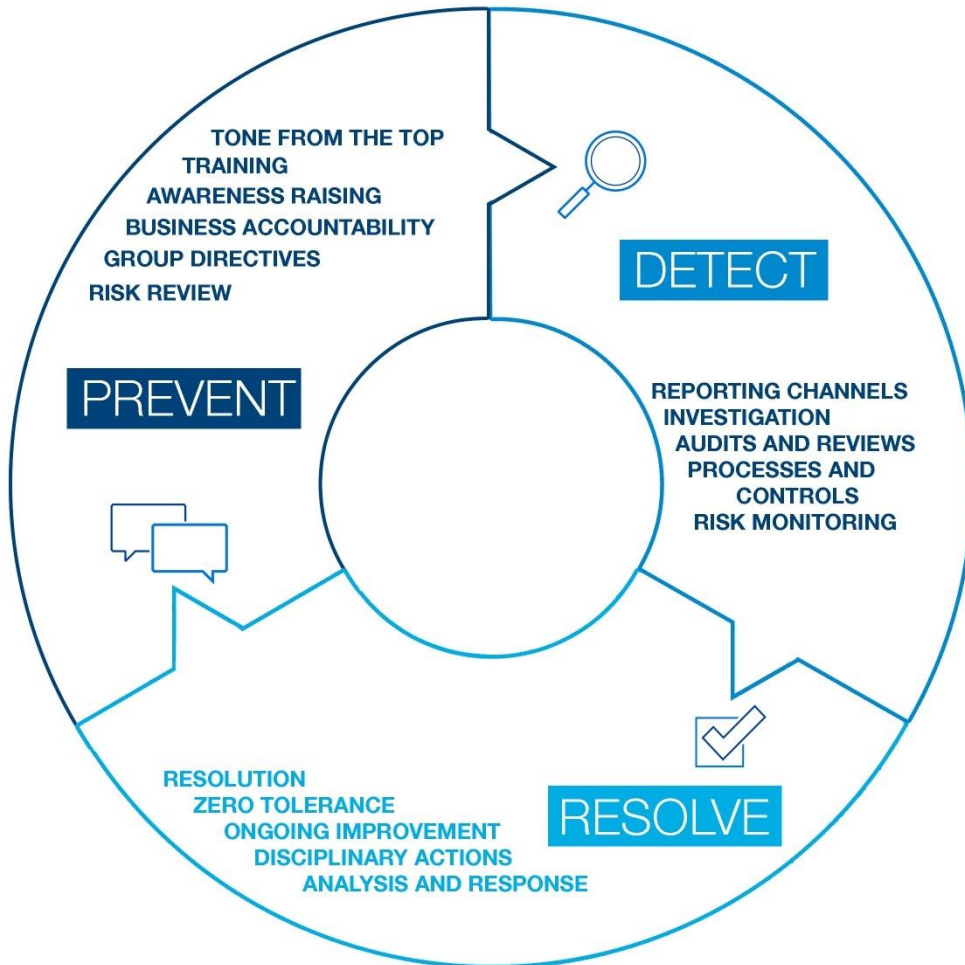 TONE FROM THE TOP
TRAINING
AWARENESS RAISING
BUSINESS ACCOUNTABILITY
GROUP DIRECTIVES
RISK REVIEW
PREVENT
DETECT
REPORTING CHANNELS
INVESTIGATION
AUDITS AND REVIEWS
PROCESSES AND
CONTROLS
RISK MONITORING
RESOLVE
RESOLUTION
ZERO TOLERANCE
ONGOING IMPROVEMENT
DISCIPLINARY ACTIONS
ANALYSIS AND RESPONSE